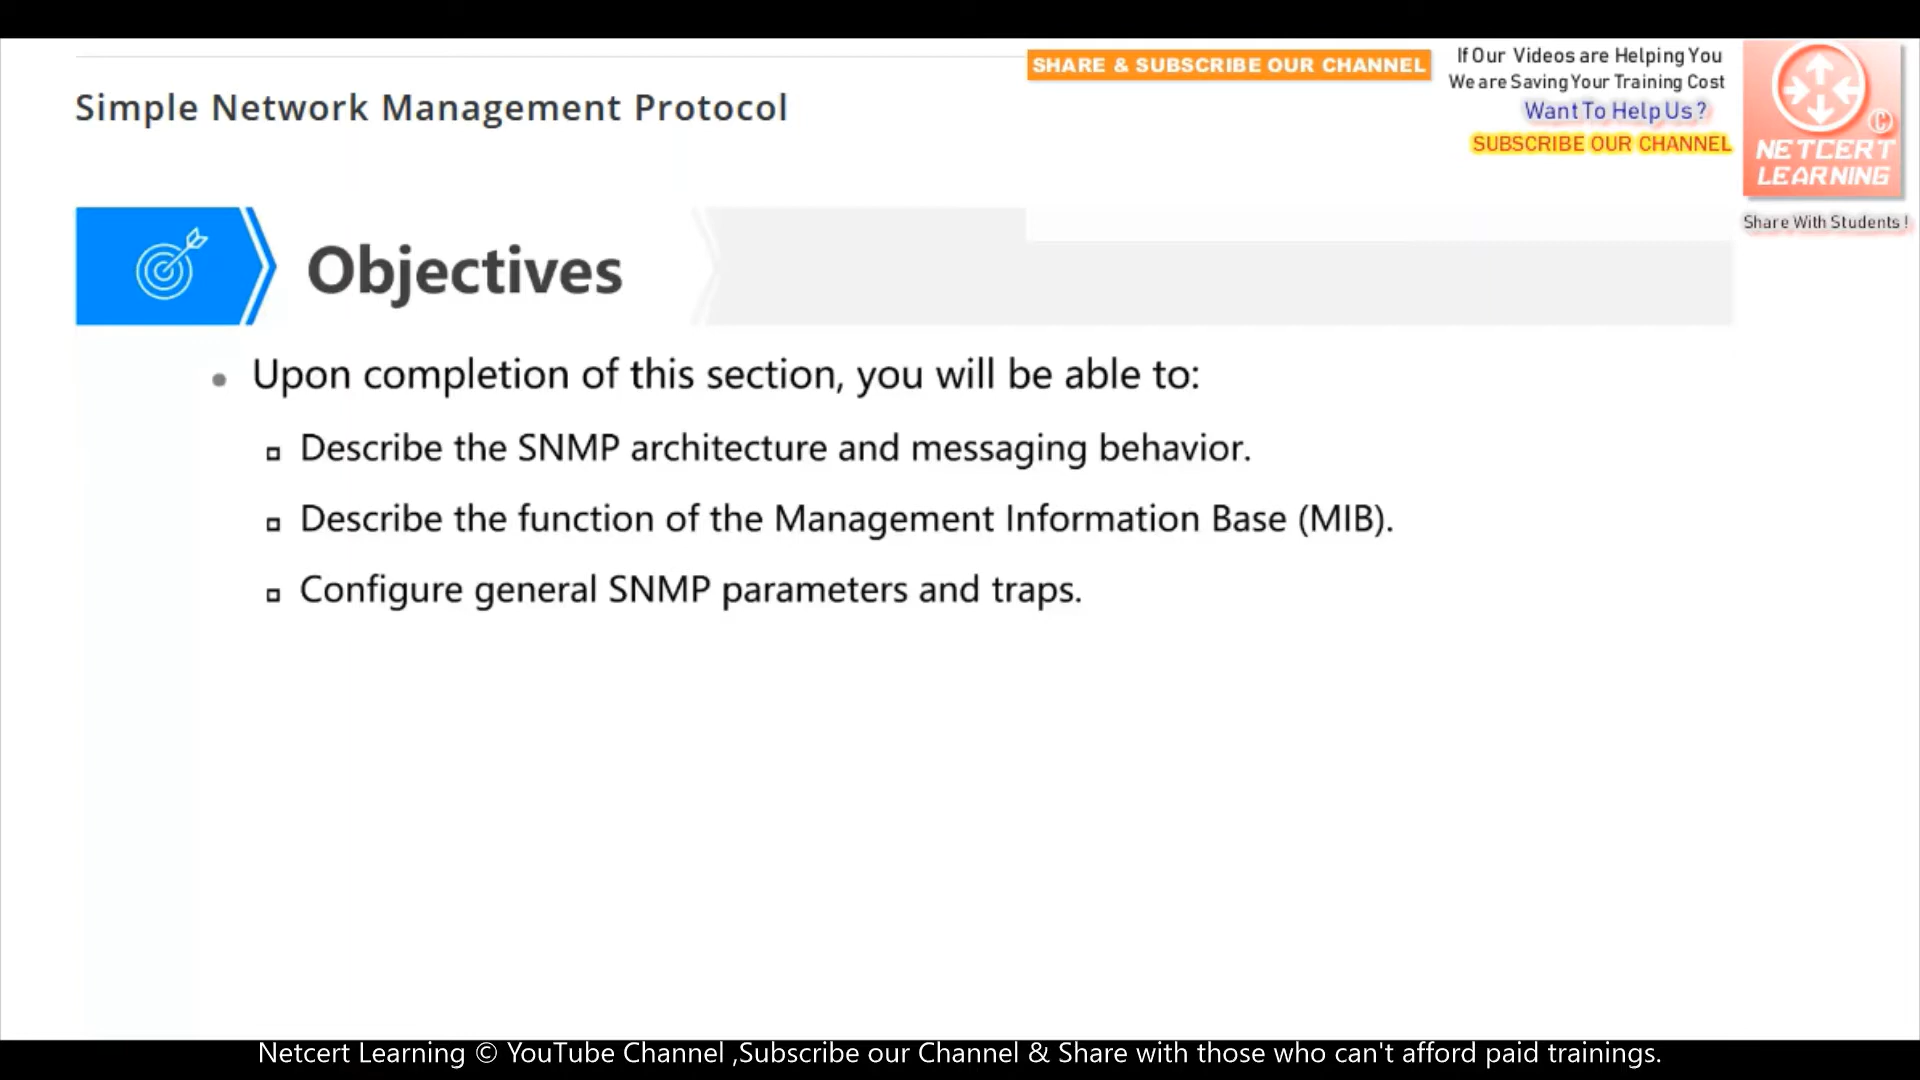 SHARE & SUBSCRIBE OUR CHANNEL
If Our Videos are Helping You
We are Saving Your Training Cost
Want To Help Us ?
SUBSCRIBE OUR CHANNEL
©
NETCERT
LEARNING
Share With Students !
Simple Network Management Protocol
Objectives
Upon completion of this section, you will be able to:
Describe the SNMP architecture and messaging behavior.
Describe the function of the Management Information Base (MIB).
Configure general SNMP parameters and traps.
Netcert Learning © YouTube Channel ,Subscribe our Channel & Share with those who can't afford paid trainings.